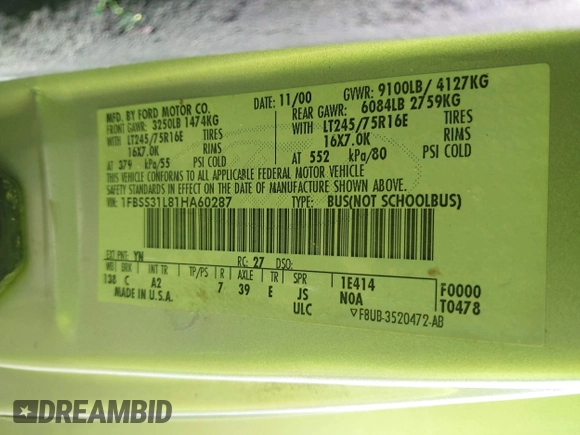 MFD. BY FORD MOTOR CO.
DATE: 11/00 GVWR: 9100LB/ 4127KG
FRONT GAWR: 3250LB 1474KG REAR GAWR: 6084LB 2759KG
WITH LT245/75R16E TIRES WITH LT245/75R16E TIRES
16X7.0K RIMS 16X7.0K RIMS
AT 379 kPa/55 PSI COLD AT 552 kPa/80 PSI COLD
THIS VEHICLE CONFORMS TO ALL APPLICABLE FEDERAL MOTOR VEHICLE
SAFETY STANDARDS IN EFFECT ON THE DATE OF MANUFACTURE SHOWN ABOVE.
1FBSS31L81HA60287 TYPE: BUS(NOT SCHOOLBUS)
EXT PNT: YN RC: 27 DSO:
WB BRK INT TR TP/PS R AXLE TR SPR 1E414 F0000
138 C A2 7 39 E JS N0A T0478
MADE IN U.S.A. ULC ▽F8UB-3520472-AB
DREAMBID